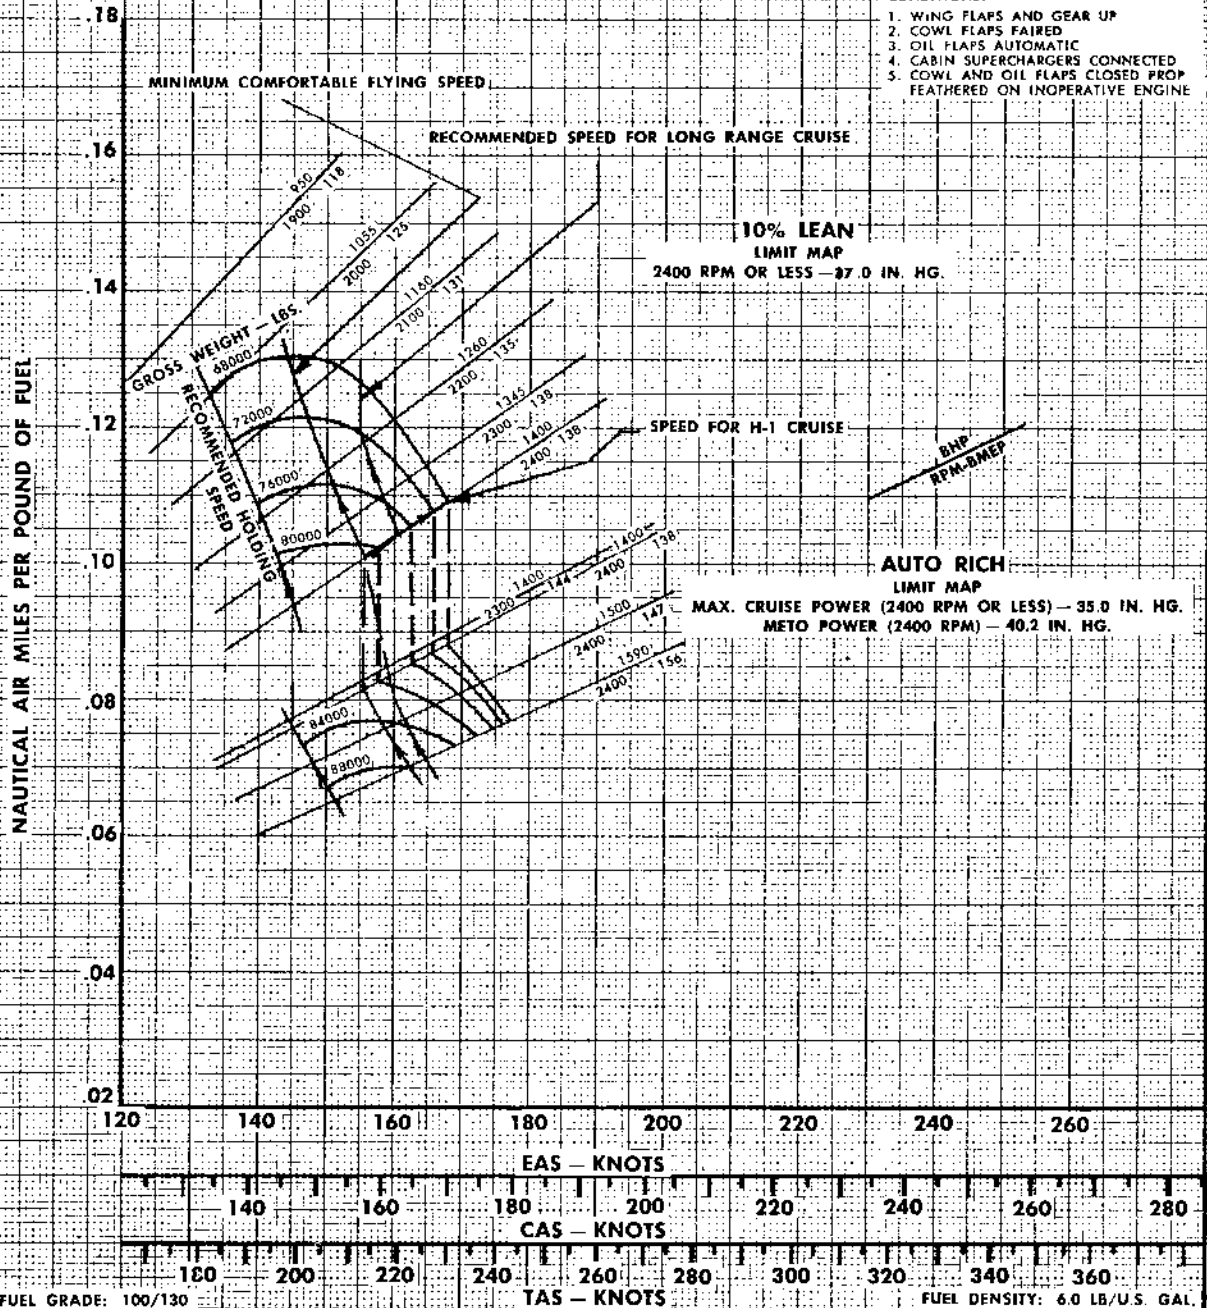 .18
1. WING FLAPS AND GEAR UP
2. COWL FLAPS FAIRED
3. OIL FLAPS AUTOMATIC
4. CABIN SUPERCHARGERS CONNECTED
5. COWL AND OIL FLAPS CLOSED PROP
FEATHERED ON INOPERATIVE ENGINE
MINIMUM COMFORTABLE FLYING SPEED
RECOMMENDED SPEED FOR LONG RANGE CRUISE
.16
950
118
1900
1055
125
2000
10% LEAN
LIMIT MAP
2400 RPM OR LESS — 37.0 IN. HG.
.14
1160
131
2100
GROSS WEIGHT — LBS
68000
1260
135
2200
RECOMMENDED HOLDING
SPEED
1345
138
2300
.12
72000
1400
138
2400
SPEED FOR H-1 CRUISE
BHP
RPM-BMEP
76000
80000
NAUTICAL AIR MILES PER POUND OF FUEL
.10
1400
138
2400
1400
144
2300
AUTO RICH
LIMIT MAP
MAX. CRUISE POWER (2400 RPM OR LESS) — 35.0 IN. HG.
METO POWER (2400 RPM) — 40.2 IN. HG.
1500
147
2400
1590
156
2400
.08
84000
88000
.06
.04
.02
120 140 160 180 200 220 240 260
EAS — KNOTS
140 160 180 200 220 240 260 280
CAS — KNOTS
180 200 220 240 260 280 300 320 340 360
TAS — KNOTS
FUEL GRADE: 100/130
FUEL DENSITY: 6.0 LB/U.S. GAL.